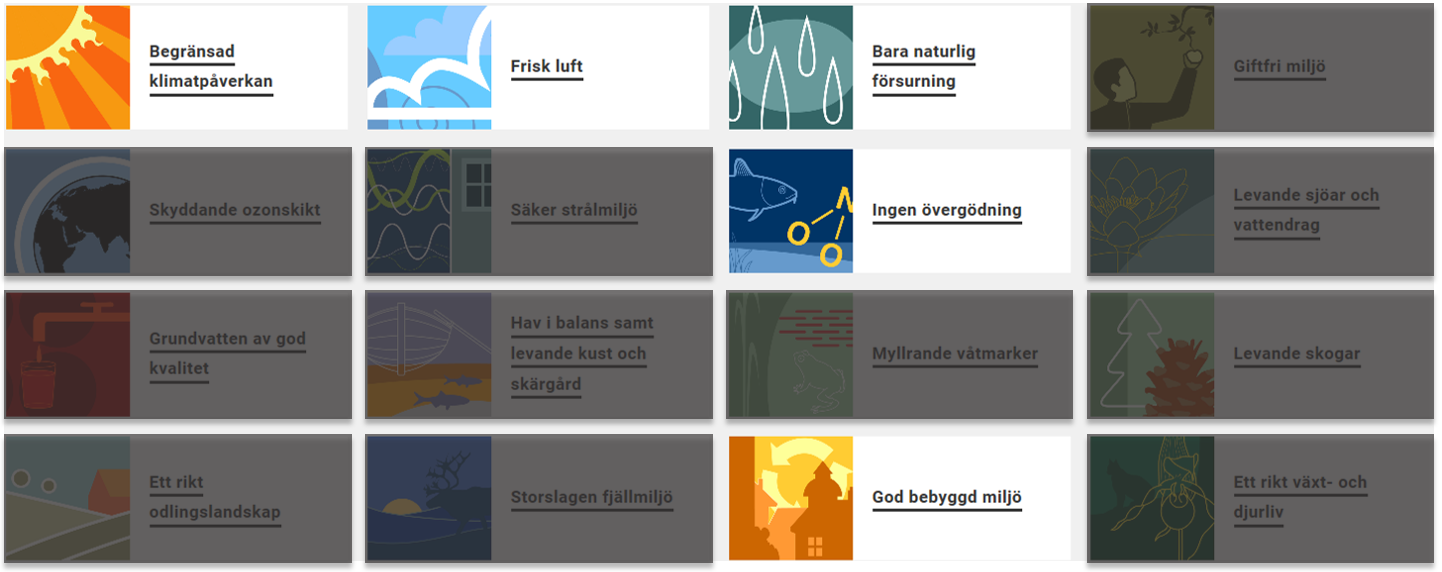 Begränsad
klimatpåverkan
Frisk luft
Bara naturlig
försurning
Giftfri miljö
Skyddande ozonskikt
Säker strålmiljö
N
O
O
Ingen övergödning
Levande sjöar och
vattendrag
Grundvatten av god
kvalitet
Hav i balans samt
levande kust och
skärgård
Myllrande våtmarker
Levande skogar
Ett rikt
odlingslandskap
Storslagen fjällmiljö
God bebyggd miljö
Ett rikt växt- och
djurliv